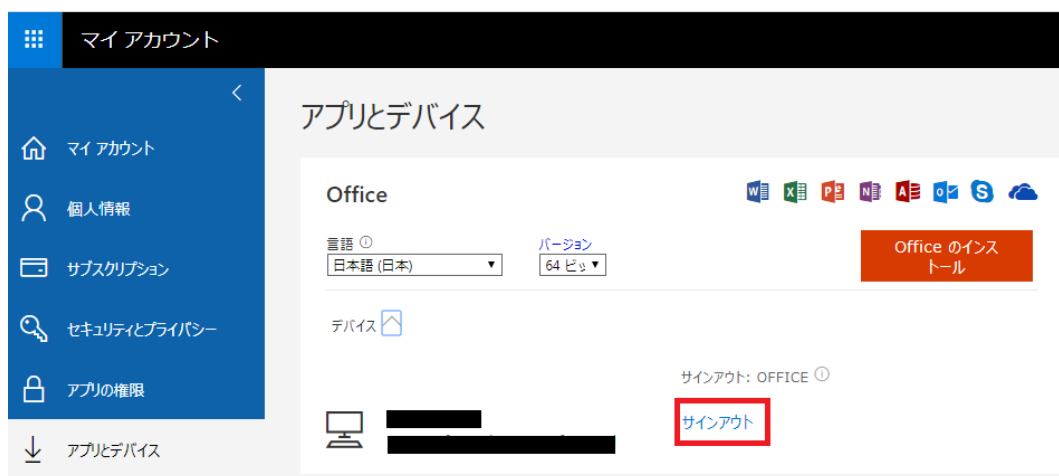 マイ アカウント
アプリとデバイス
マイ アカウント
個人情報
サブスクリプション
セキュリティとプライバシー
アプリの権限
アプリとデバイス
Office
言語
バージョン
日本語 (日本)
64 ビッ
Office のインス
トール
デバイス
サインアウト: OFFICE
サインアウト